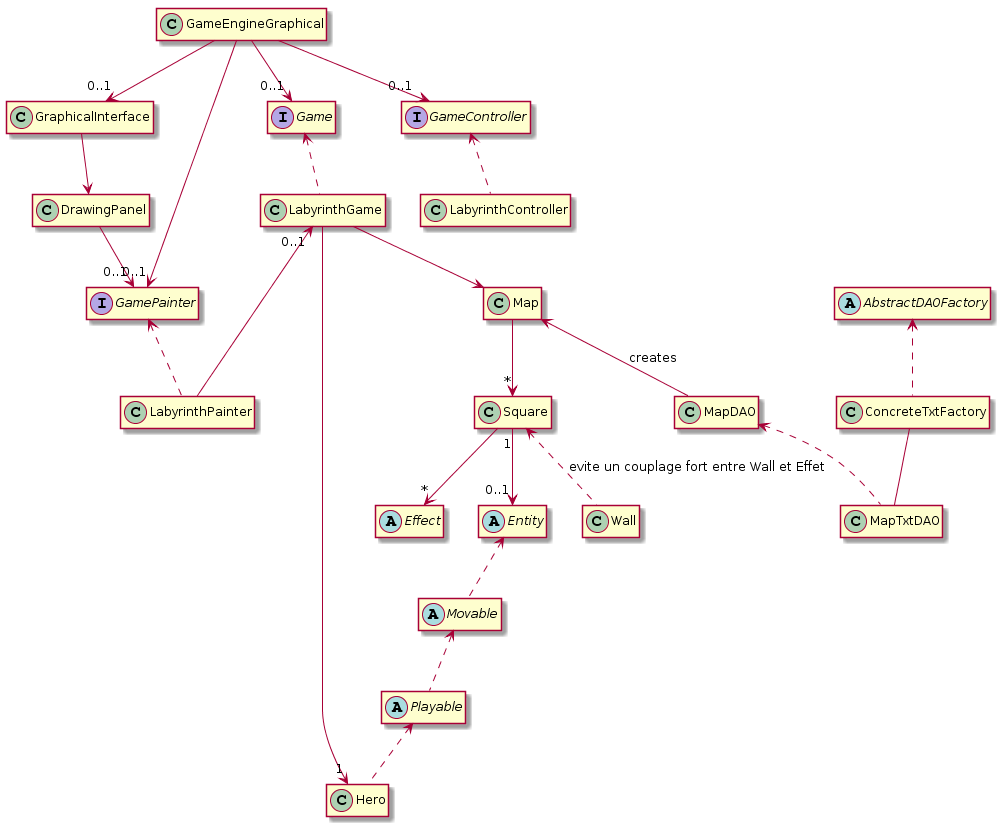 C GameEngineGraphical
0..1
0..1
0..1
C GraphicalInterface
I Game
I GameController
C DrawingPanel
C LabyrinthGame
C LabyrinthController
0..1
0..1
0..1
I GamePainter
C Map
A AbstractDAOFactory
creates
*
C LabyrinthPainter
C Square
C MapDAO
C ConcreteTxtFactory
1
evite un couplage fort entre Wall et Effet
*
0..1
A Effect
A Entity
C Wall
C MapTxtDAO
A Movable
A Playable
1
C Hero